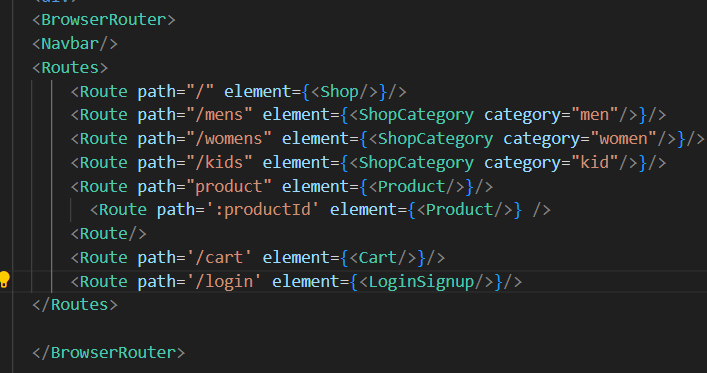 <div>
<BrowserRouter>
<Navbar/>
<Routes>
<Route path="/" element={<Shop/>}/>
<Route path="/mens" element={<ShopCategory category="men"/>}/>
<Route path="/womens" element={<ShopCategory category="women"/>}/>
<Route path="/kids" element={<ShopCategory category="kid"/>}/>
<Route path="product" element={<Product/>}/>
<Route path=':productId' element={<Product/>} />
<Route/>
<Route path='/cart' element={<Cart/>}/>
<Route path='/login' element={<LoginSignup/>}/>
</Routes>
</BrowserRouter>